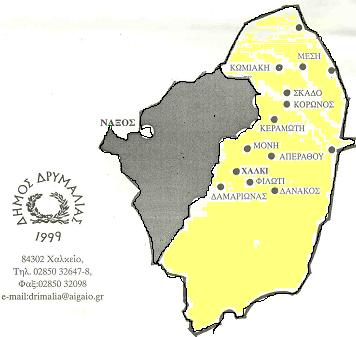 ΜΕΣΗ
ΚΩΜΙΑΚΗ
ΣΚΑΔΟ
ΚΟΡΩΝΟΣ
ΝΑΞΟΣ
ΚΕΡΑΜΩΤΗ
ΜΟΝΗ
ΑΠΕΡΑΘΟΥ
ΧΑΛΚΙ
ΦΙΛΩΤΙ
ΔΑΜΑΡΙΩΝΑΣ
ΔΑΝΑΚΟΣ
ΔΗΜΟΣ ΔΡΥΜΑΛΙΑΣ
1999
84302 Χαλκείο,
Τηλ. 02850 32647-8,
Φαξ:02850 32098
e-mail:drimalia@aigaio.gr